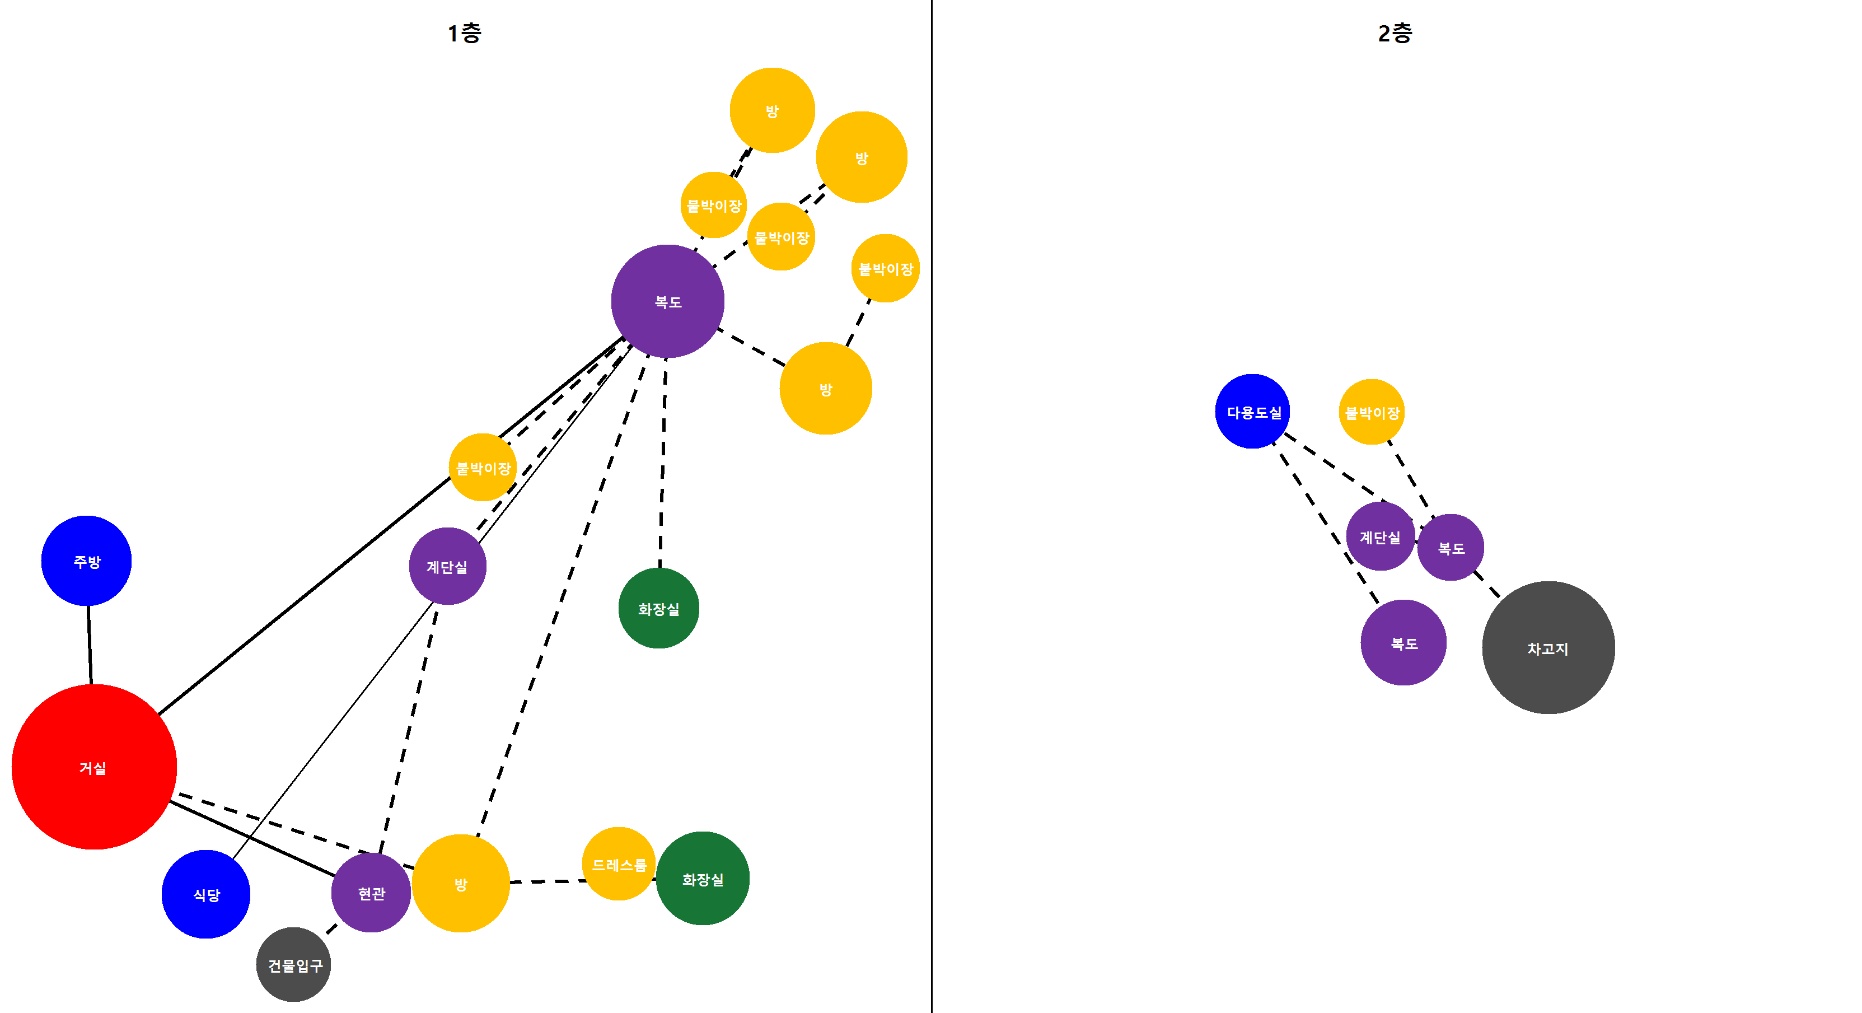 1층
방
방
붙박이장
붙박이장
붙박이장
복도
방
붙박이장
주방
계단실
화장실
거실
식당
현관
방
드레스룸
화장실
건물입구
2층
다용도실
붙박이장
계단실
복도
복도
차고지